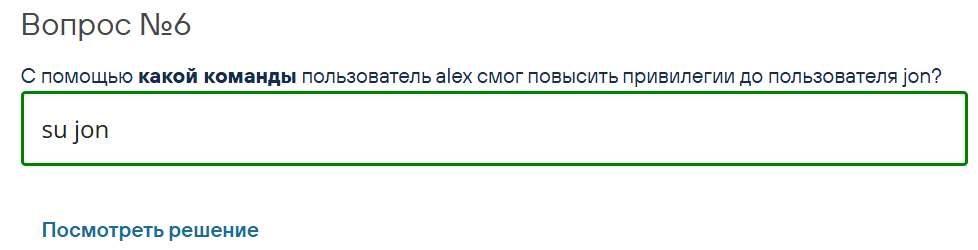 Вопрос №6
С помощью какой команды пользователь alex смог повысить привилегии до пользователя jon?
su jon
Посмотреть решение